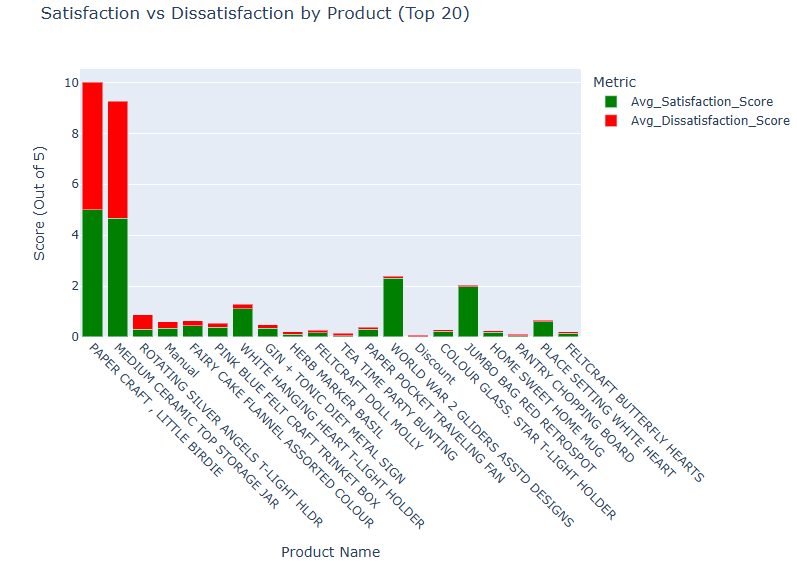 Satisfaction vs Dissatisfaction by Product (Top 20)
Metric
Avg_Satisfaction_Score
Avg_Dissatisfaction_Score
Score (Out of 5)
10
8
6
4
2
0
PAPER CRAFT , LITTLE BIRDIE
MEDIUM CERAMIC TOP STORAGE JAR
ROTATING SILVER ANGELS T-LIGHT HLDR
Manual
FAIRY CAKE FLANNEL ASSORTED COLOUR
PINK BLUE FELT CRAFT TRINKET BOX
WHITE HANGING HEART T-LIGHT HOLDER
GIN + TONIC DIET METAL SIGN
HERB MARKER BASIL
FELTCRAFT DOLL MOLLY
TEA TIME PARTY BUNTING
PAPER POCKET TRAVELING FAN
WORLD WAR 2 GLIDERS ASSTD DESIGNS
Discount
COLOUR GLASS. STAR T-LIGHT HOLDER
JUMBO BAG RED RETROSPOT
HOME SWEET HOME MUG
PANTRY CHOPPING BOARD
PLACE SETTING WHITE HEART
FELTCRAFT BUTTERFLY HEARTS
Product Name